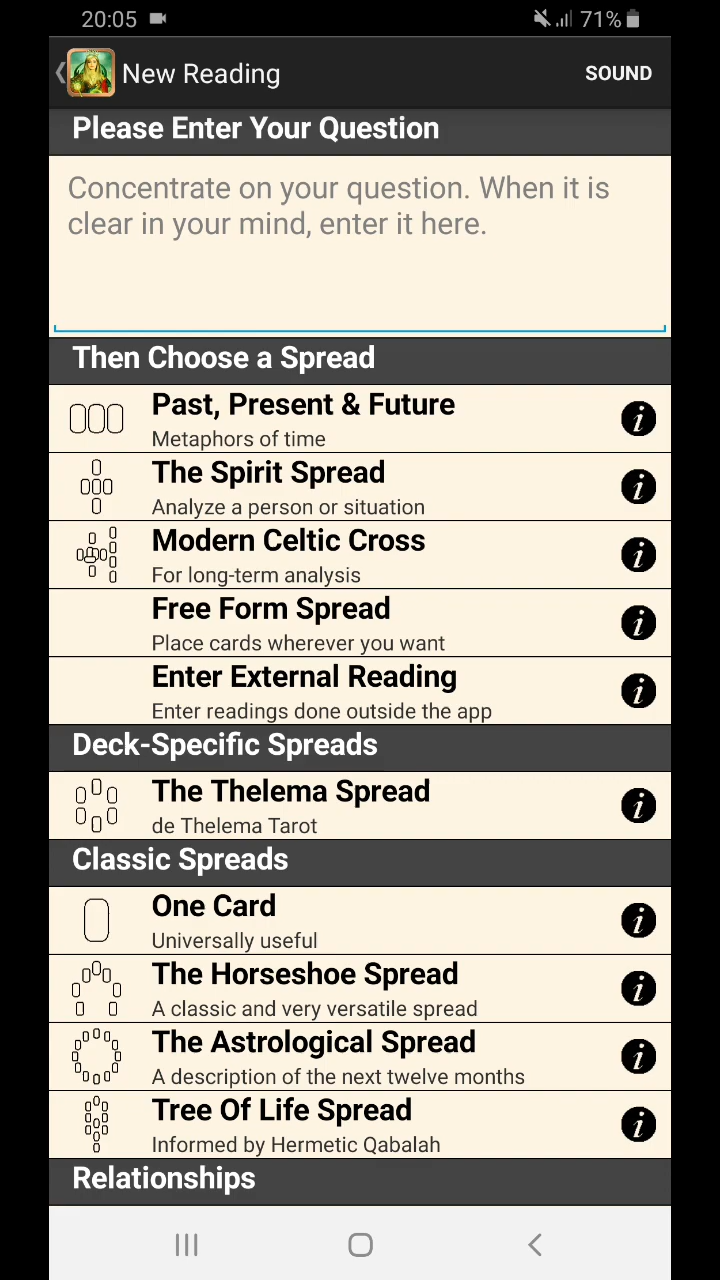 20:05
71%
New Reading
SOUND
Please Enter Your Question
Concentrate on your question. When it is
clear in your mind, enter it here.
Then Choose a Spread
Past, Present & Future
Metaphors of time
i
The Spirit Spread
Analyze a person or situation
i
Modern Celtic Cross
For long-term analysis
i
Free Form Spread
Place cards wherever you want
i
Enter External Reading
Enter readings done outside the app
i
Deck-Specific Spreads
The Thelema Spread
de Thelema Tarot
i
Classic Spreads
One Card
Universally useful
i
The Horseshoe Spread
A classic and very versatile spread
i
The Astrological Spread
A description of the next twelve months
i
Tree Of Life Spread
Informed by Hermetic Qabalah
i
Relationships